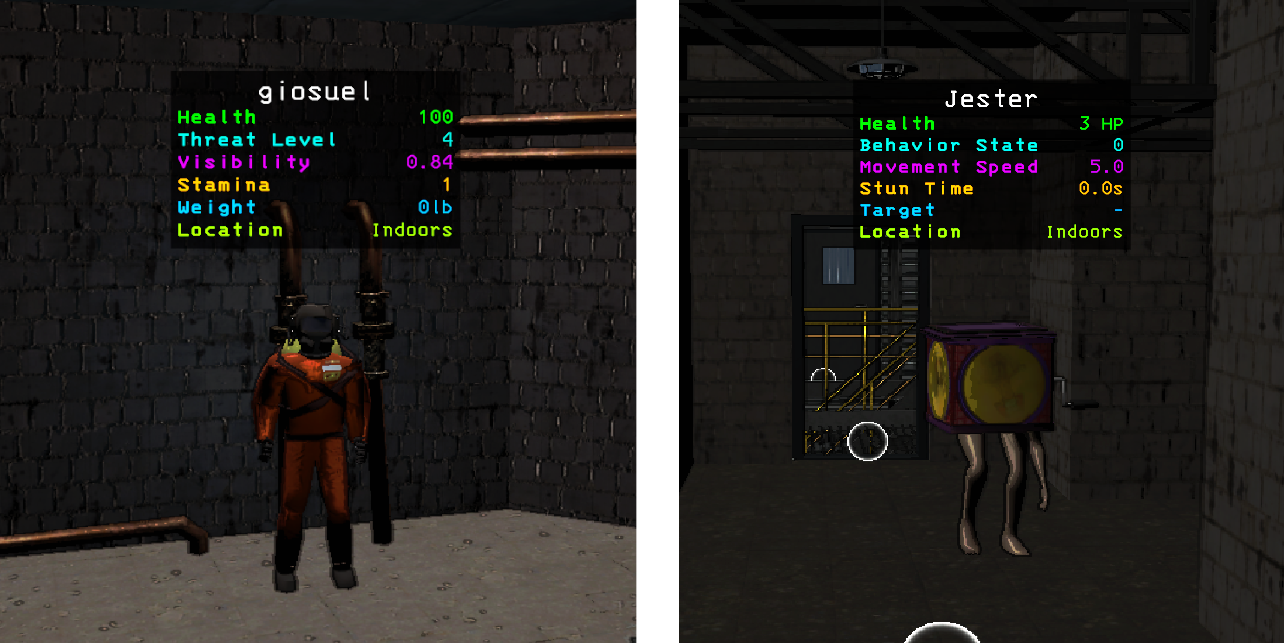 giosuel
Health 100
Threat Level 4
Visibility 0.84
Stamina 1
Weight 0lb
Location Indoors
Jester
Health 3 HP
Behavior State 0
Movement Speed 5.0
Stun Time 0.0s
Target -
Location Indoors